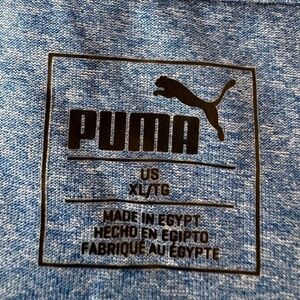 PUMA
US
XL/TG
MADE IN EGYPT
HECHO EN EGIPTO
FABRIQUÉ AU ÉGYPTE